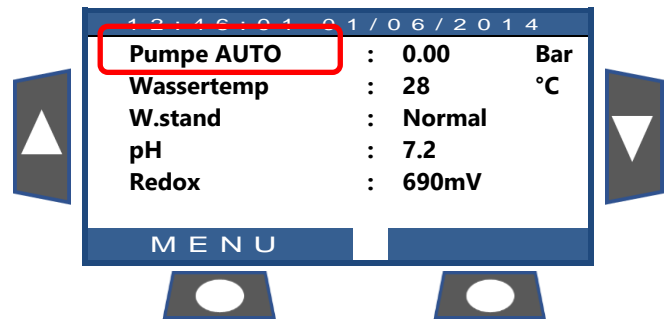 12:46:01 01/06/2014
Pumpe AUTO : 0.00 Bar
Wassertemp : 28 °C
W.stand : Normal
pH : 7.2
Redox : 690mV
MENU